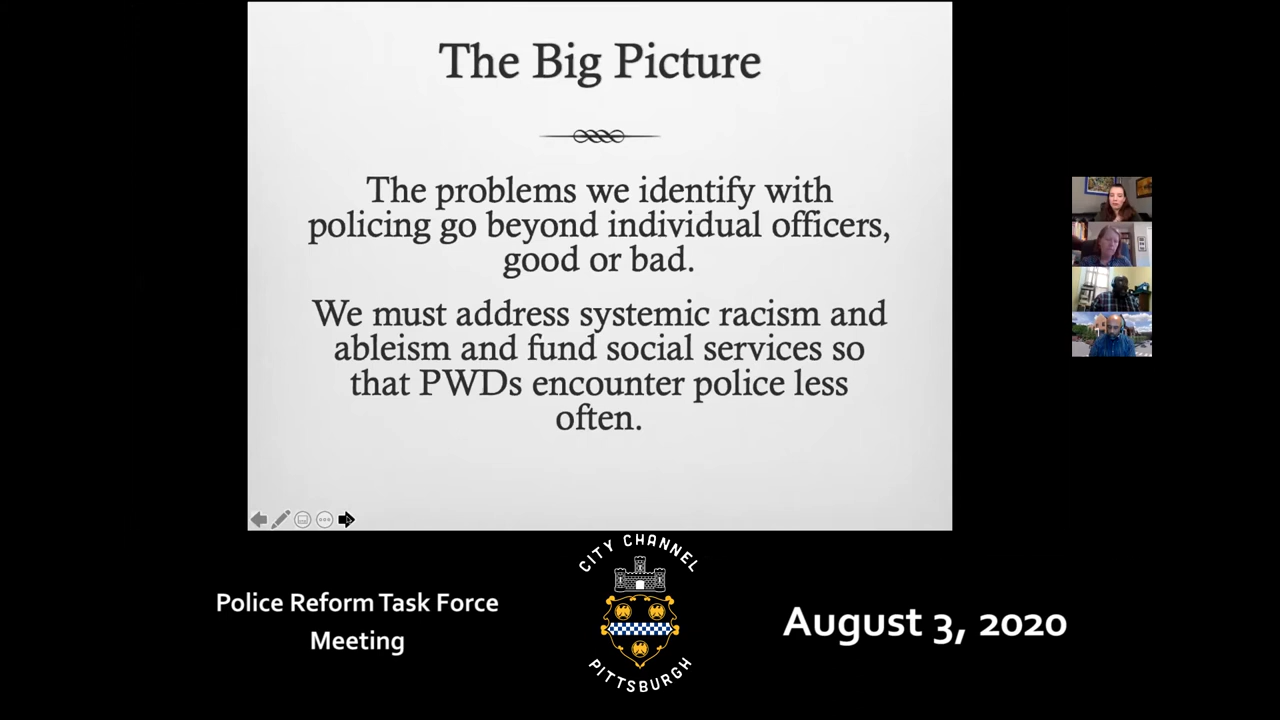 The Big Picture
The problems we identify with
policing go beyond individual officers,
good or bad.
We must address systemic racism and
ableism and fund social services so
that PWDs encounter police less
often.
Police Reform Task Force
Meeting
CITY CHANNEL
PITTSBURGH
August 3, 2020